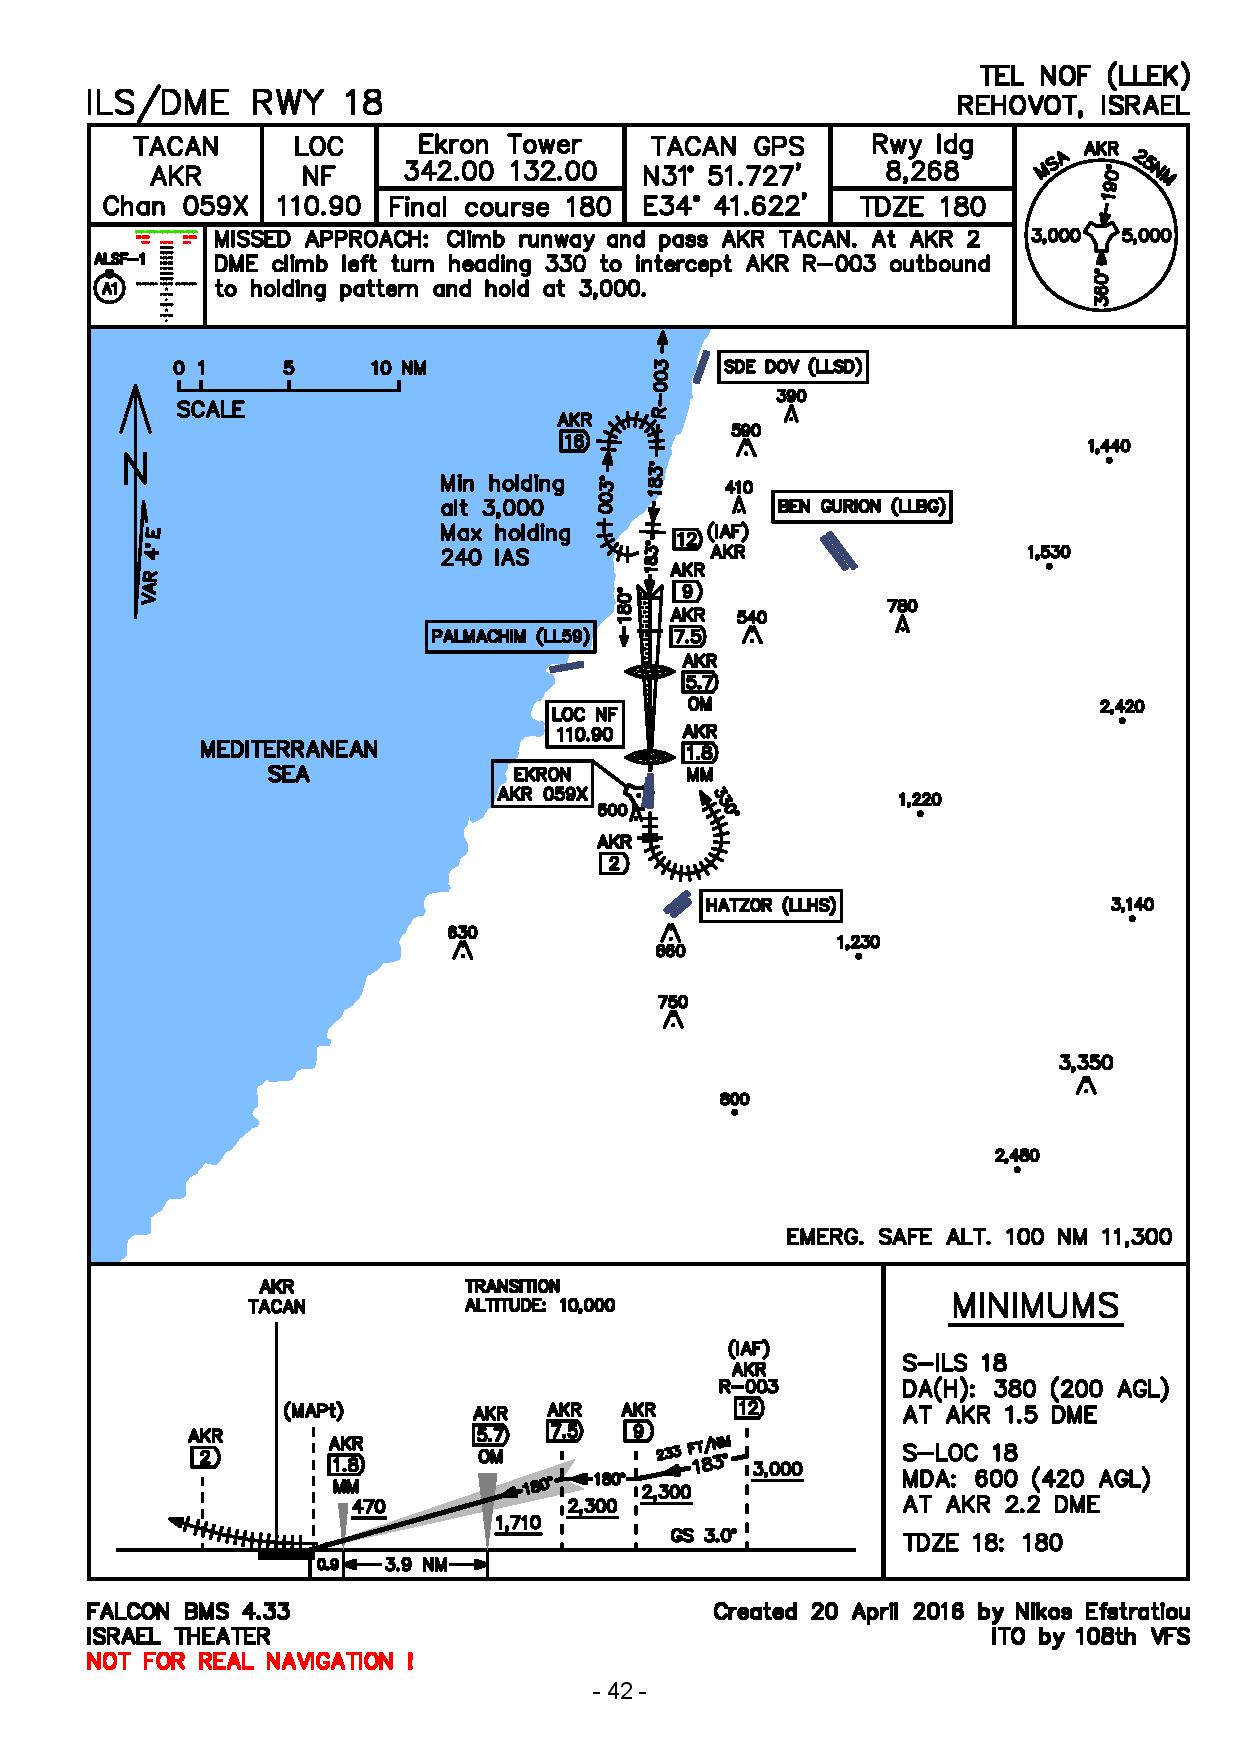 TEL NOF (LLEK)
ILS/DME RWY 18
REHOVOT, ISRAEL
TACAN
AKR
Chan 059X
LOC
NF
110.90
Ekron Tower
342.00 132.00
Final course 180
TACAN GPS
N31° 51.727'
E34° 41.622'
Rwy ldg
8,268
TDZE 180
MSA AKR 25NM
190°
3,000
5,000
360°
ALSF-1
A1
MISSED APPROACH: Climb runway and pass AKR TACAN. At AKR 2
DME climb left turn heading 330 to intercept AKR R-003 outbound
to holding pattern and hold at 3,000.
0 1 5 10 NM
SCALE
N
VAR 4°E
R-003
SDE DOV (LLSD)
390
AKR
16
590
1,440
Min holding
alt 3,000
Max holding
240 IAS
003°
183°
410
BEN GURION (LLBG)
12 (IAF)
AKR
183°
1,530
AKR
9
180°
AKR
7.5
540
780
PALMACHIM (LL59)
AKR
5.7
OM
2,420
LOC NF
110.90
AKR
1.8
MM
MEDITERRANEAN
SEA
EKRON
AKR 059X
330°
500
1,220
AKR
2
HATZOR (LLHS)
3,140
630
660
1,230
750
3,350
800
2,480
EMERG. SAFE ALT. 100 NM 11,300
AKR
TACAN
TRANSITION
ALTITUDE: 10,000
(IAF)
AKR
R-003
12
(MAPt)
AKR
2
AKR
1.8
MM
470
AKR
5.7
OM
AKR
7.5
AKR
9
233 FT/NM
183°
3,000
180°
180°
2,300
2,300
1,710
GS 3.0°
0.9
3.9 NM
MINIMUMS
S-ILS 18
DA(H): 380 (200 AGL)
AT AKR 1.5 DME
S-LOC 18
MDA: 600 (420 AGL)
AT AKR 2.2 DME
TDZE 18: 180
FALCON BMS 4.33
ISRAEL THEATER
NOT FOR REAL NAVIGATION !
Created 20 April 2016 by Nikos Efstratiou
ITO by 108th VFS
- 42 -